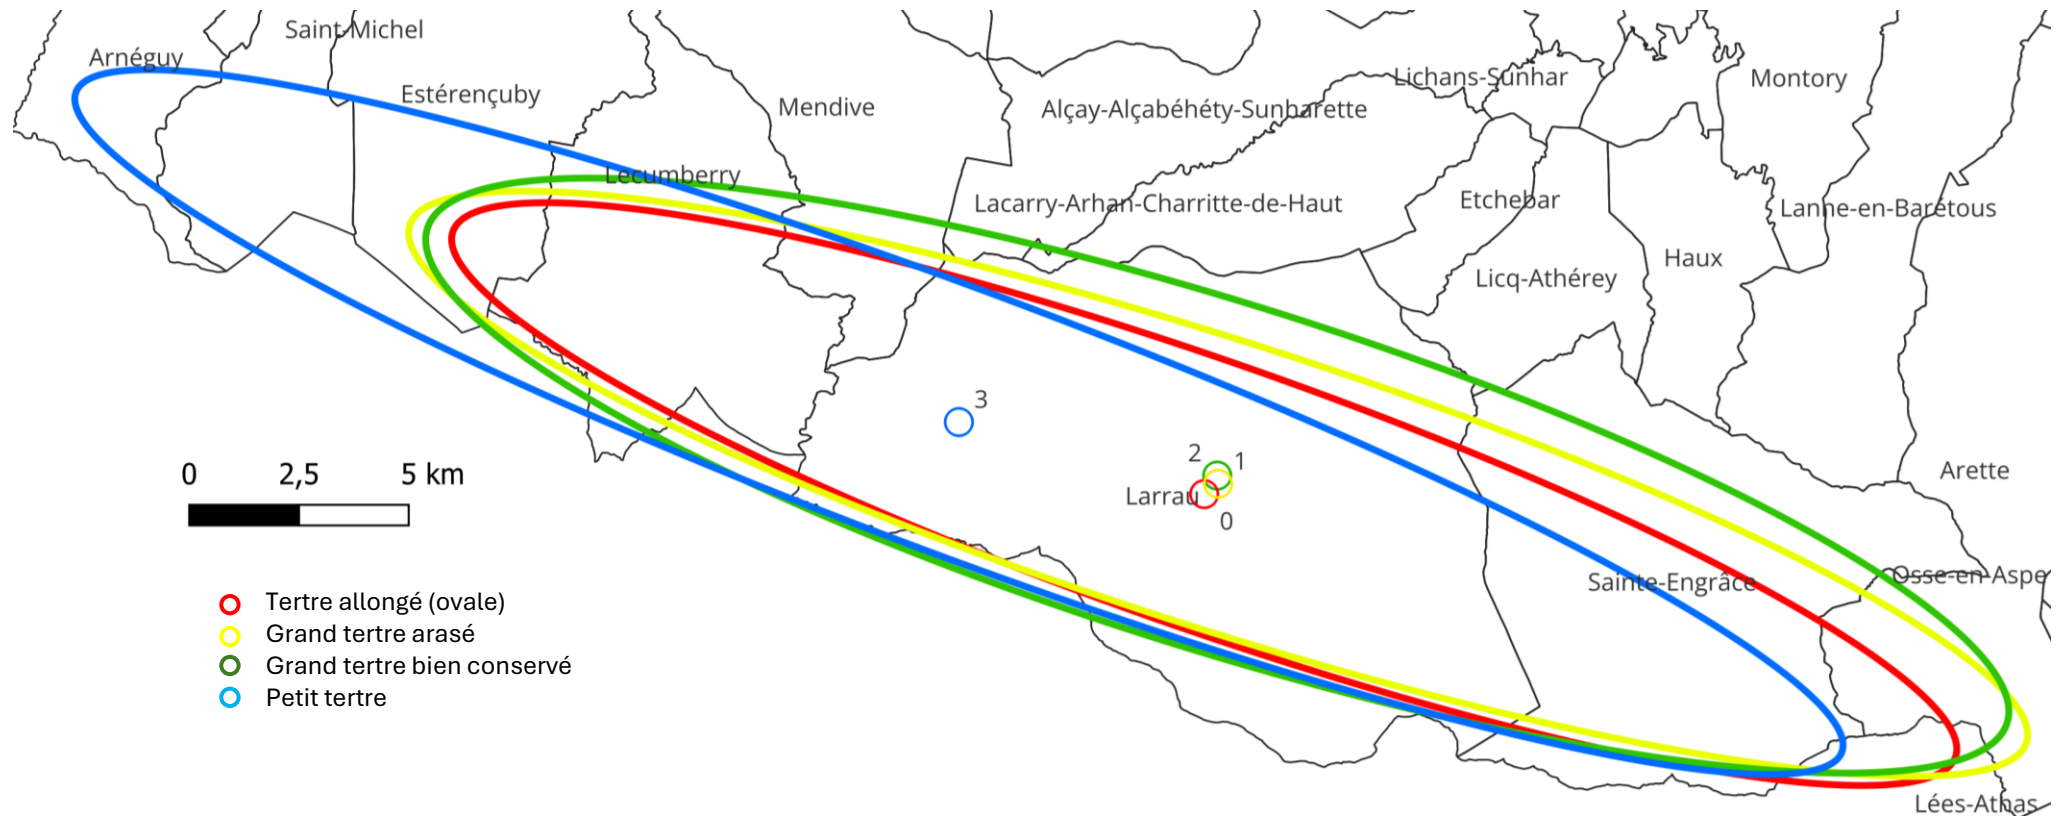 Saint-Michel
Arnéguy
Estérençuby
Mendive
Alçay-Alçabéhéty-Sunharette
Lichans-Sunhar
Montory
Lecumberry
Lacarry-Arhan-Charritte-de-Haut
Etchebar
Lanne-en-Barétous
Licq-Athérey
Haux
3
2
1
Larrau
0
Arette
0 2,5 5 km
Sainte-Engrâce
Osse-en-Aspe
Tertre allongé (ovale)
Grand tertre arasé
Grand tertre bien conservé
Petit tertre
Lées-Athas